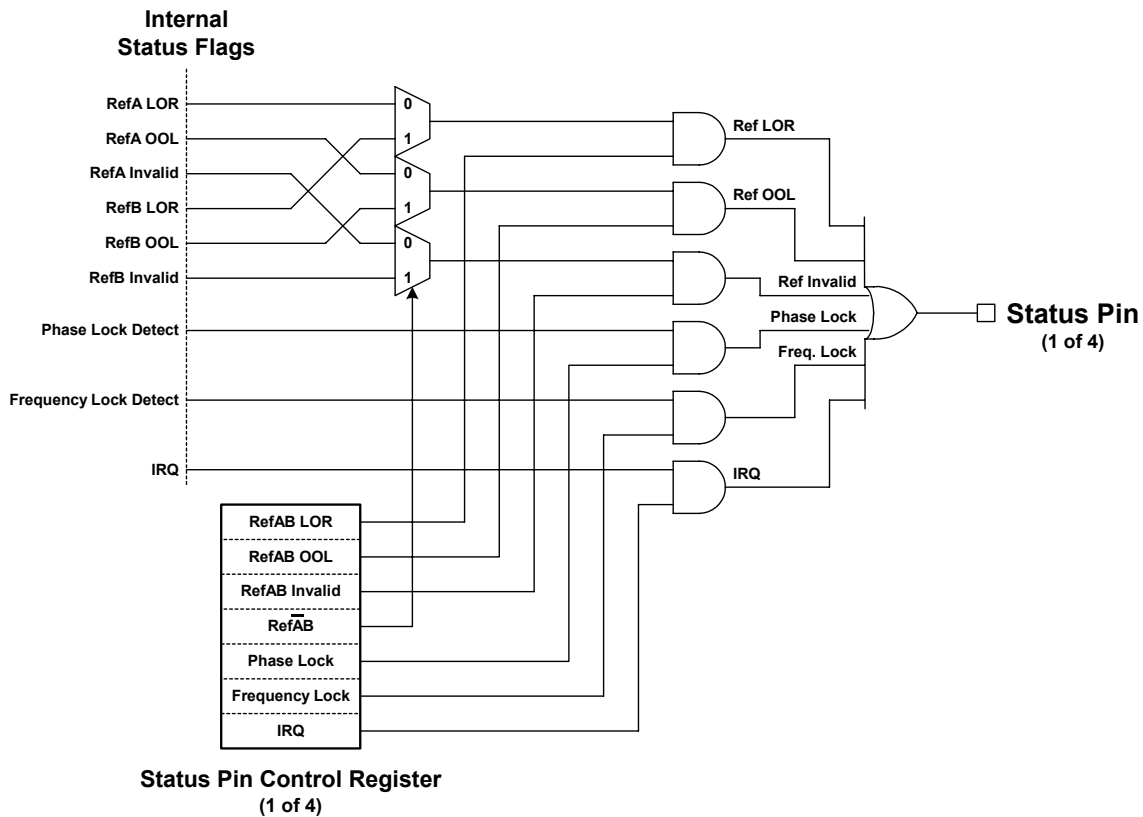 Internal
Status Flags
RefA LOR
RefA OOL
RefA Invalid
RefB LOR
RefB OOL
RefB Invalid
Phase Lock Detect
Frequency Lock Detect
IRQ
0
1
0
1
0
1
Ref LOR
Ref OOL
Ref Invalid
Phase Lock
Freq. Lock
IRQ
Status Pin
(1 of 4)
RefAB LOR
RefAB OOL
RefAB Invalid
RefA̅B
Phase Lock
Frequency Lock
IRQ
Status Pin Control Register
(1 of 4)